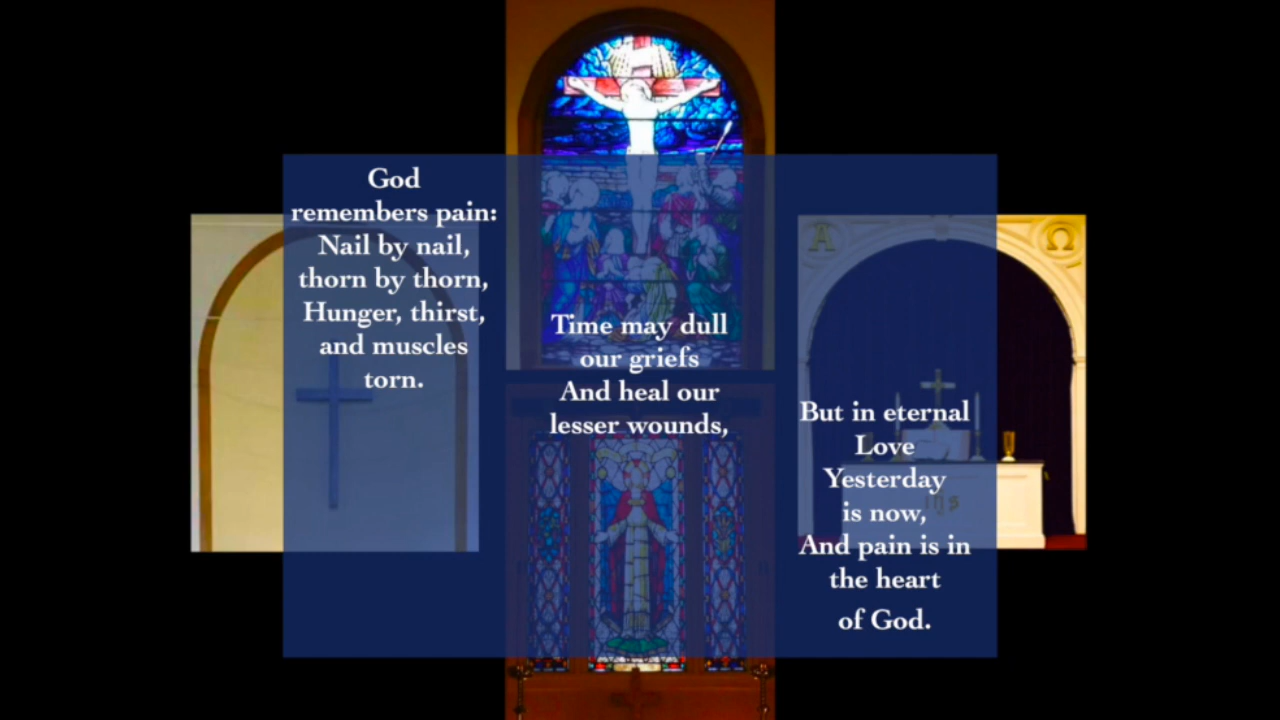 God
remembers pain:
Nail by nail,
thorn by thorn,
Hunger, thirst,
and muscles
torn.
Time may dull
our griefs
And heal our
lesser wounds,
Α Ω
But in eternal
Love
Yesterday
is now,
And pain is in
the heart
of God.
IHS